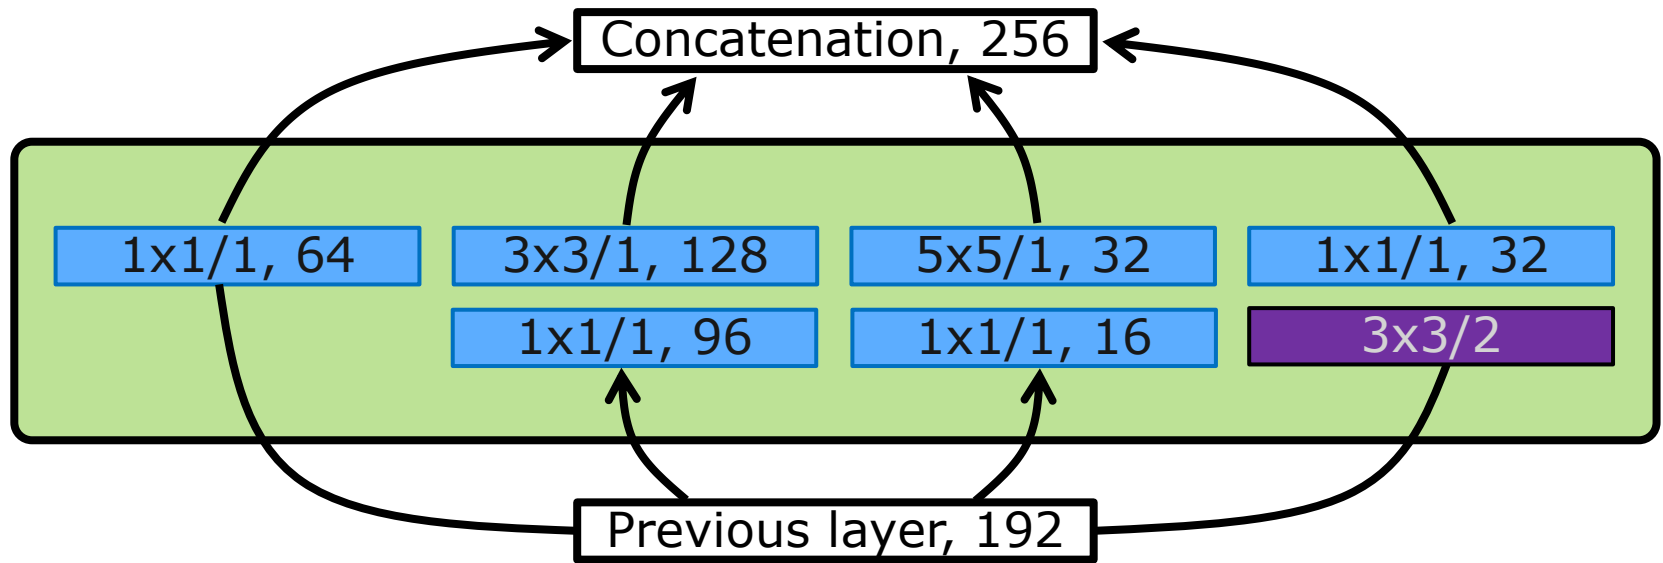 Concatenation, 256
1x1/1, 64
3x3/1, 128
5x5/1, 32
1x1/1, 32
1x1/1, 96
1x1/1, 16
3x3/2
Previous layer, 192